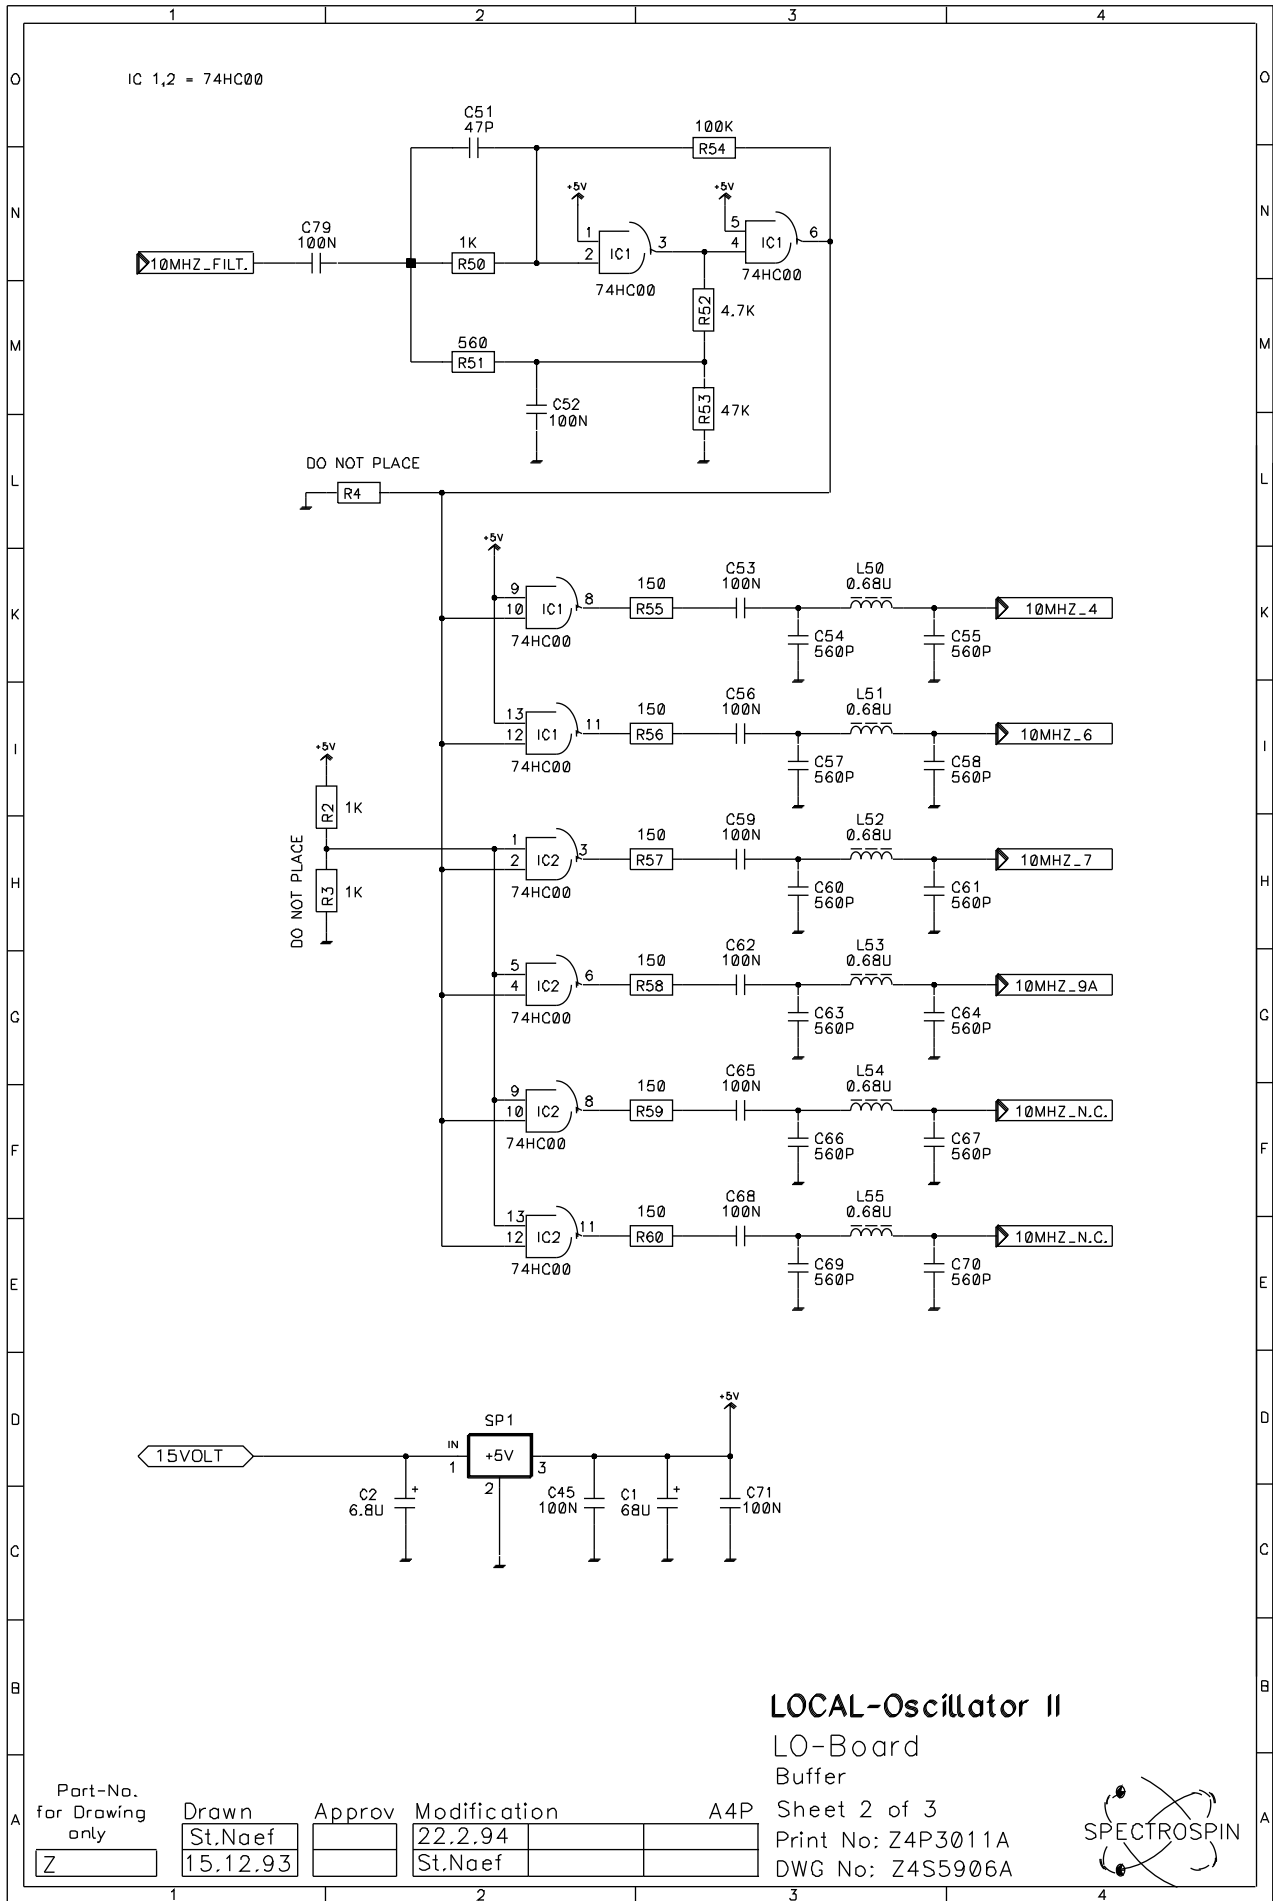 1 2 3 4
O O
IC 1,2 = 74HC00
C51
47P
100K
R54
N N
+5V
+5V
C79
100N
1K
R50
1
2
IC1
3
5
4
IC1
6
10MHZ_FILT.
74HC00
74HC00
R52
4.7K
M M
560
R51
C52
100N
R53
47K
DO NOT PLACE
L L
R4
+5V
K K
9
10
IC1
8
74HC00
150
R55
C53
100N
L50
0.68U
10MHZ_4
C54
560P
C55
560P
13
12
IC1
11
74HC00
150
R56
C56
100N
L51
0.68U
10MHZ_6
C57
560P
C58
560P
I I
+5V
R2
1K
DO NOT PLACE
R3
1K
H H
1
2
IC2
3
74HC00
150
R57
C59
100N
L52
0.68U
10MHZ_7
C60
560P
C61
560P
5
4
IC2
6
74HC00
150
R58
C62
100N
L53
0.68U
10MHZ_9A
C63
560P
C64
560P
G G
9
10
IC2
8
74HC00
150
R59
C65
100N
L54
0.68U
10MHZ_N.C.
C66
560P
C67
560P
F F
13
12
IC2
11
74HC00
150
R60
C68
100N
L55
0.68U
10MHZ_N.C.
C69
560P
C70
560P
E E
D D
+5V
SP1
15VOLT
IN
1
+5V
3
2
C2
6.8U
+
C45
100N
C1
68U
+
C71
100N
C C
B B
LOCAL-Oscillator II
LO-Board
Buffer
Sheet 2 of 3
Print No: Z4P3011A
DWG No: Z4S5906A
SPECTROSPIN
A A
Part-No.
for Drawing
only
Z
Drawn
St.Naef
15.12.93
Approv
Modification
22.2.94
St.Naef
A4P
1 2 3 4